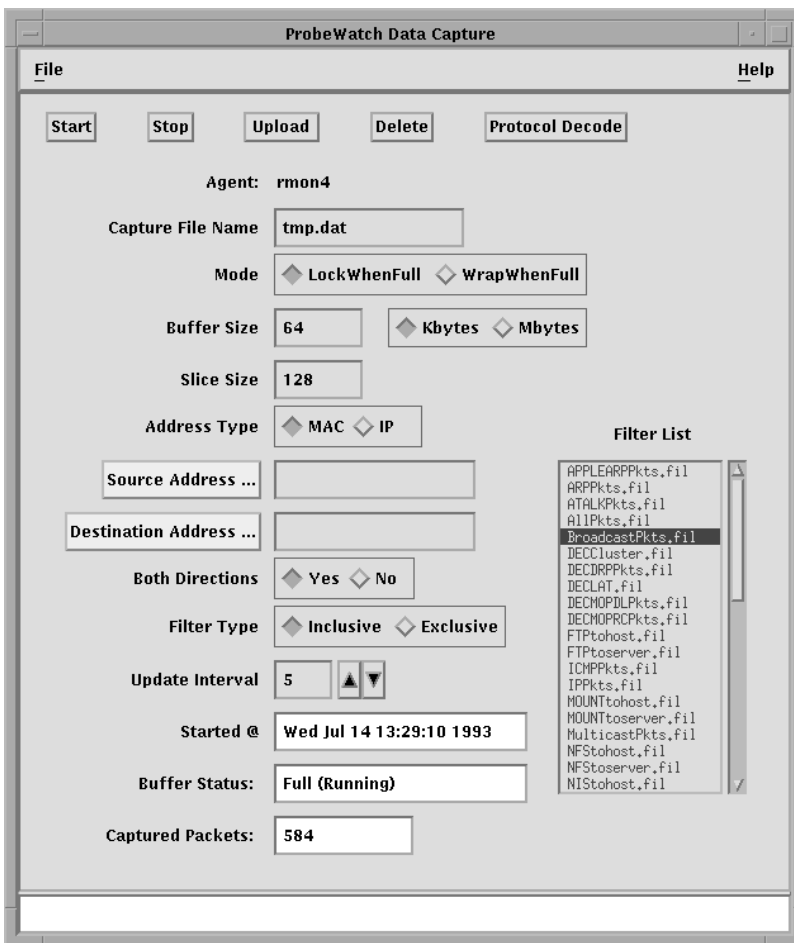 ProbeWatch Data Capture
File Help
Start Stop Upload Delete Protocol Decode
Agent: rmon4
Capture File Name tmp.dat
Mode LockWhenFull WrapWhenFull
Buffer Size 64 Kbytes Mbytes
Slice Size 128
Address Type MAC IP
Source Address ...
Destination Address ...
Both Directions Yes No
Filter Type Inclusive Exclusive
Update Interval 5
Started @ Wed Jul 14 13:29:10 1993
Buffer Status: Full (Running)
Captured Packets: 584
Filter List
APPLEARPPkts.fil
ARPPkts.fil
ATALKPkts.fil
AllPkts.fil
BroadcastPkts.fil
DECCluster.fil
DECDRPPkts.fil
DECLAT.fil
DECMOPDLPkts.fil
DECMOPRCPkts.fil
FTPtohost.fil
FTPtoserver.fil
ICMPPkts.fil
IPPkts.fil
MOUNTtohost.fil
MOUNTtoserver.fil
MulticastPkts.fil
NFStohost.fil
NFStoserver.fil
NIStohost.fil